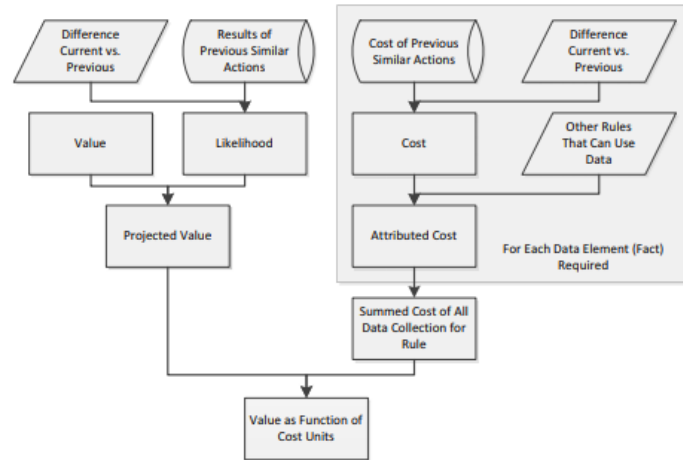 Difference
Current vs.
Previous
Results of
Previous Similar
Actions
Cost of Previous
Similar Actions
Difference
Current vs.
Previous
Value
Likelihood
Cost
Other Rules
That Can Use
Data
Projected Value
Attributed Cost
For Each Data Element (Fact)
Required
Summed Cost of All
Data Collection for
Rule
Value as Function of
Cost Units